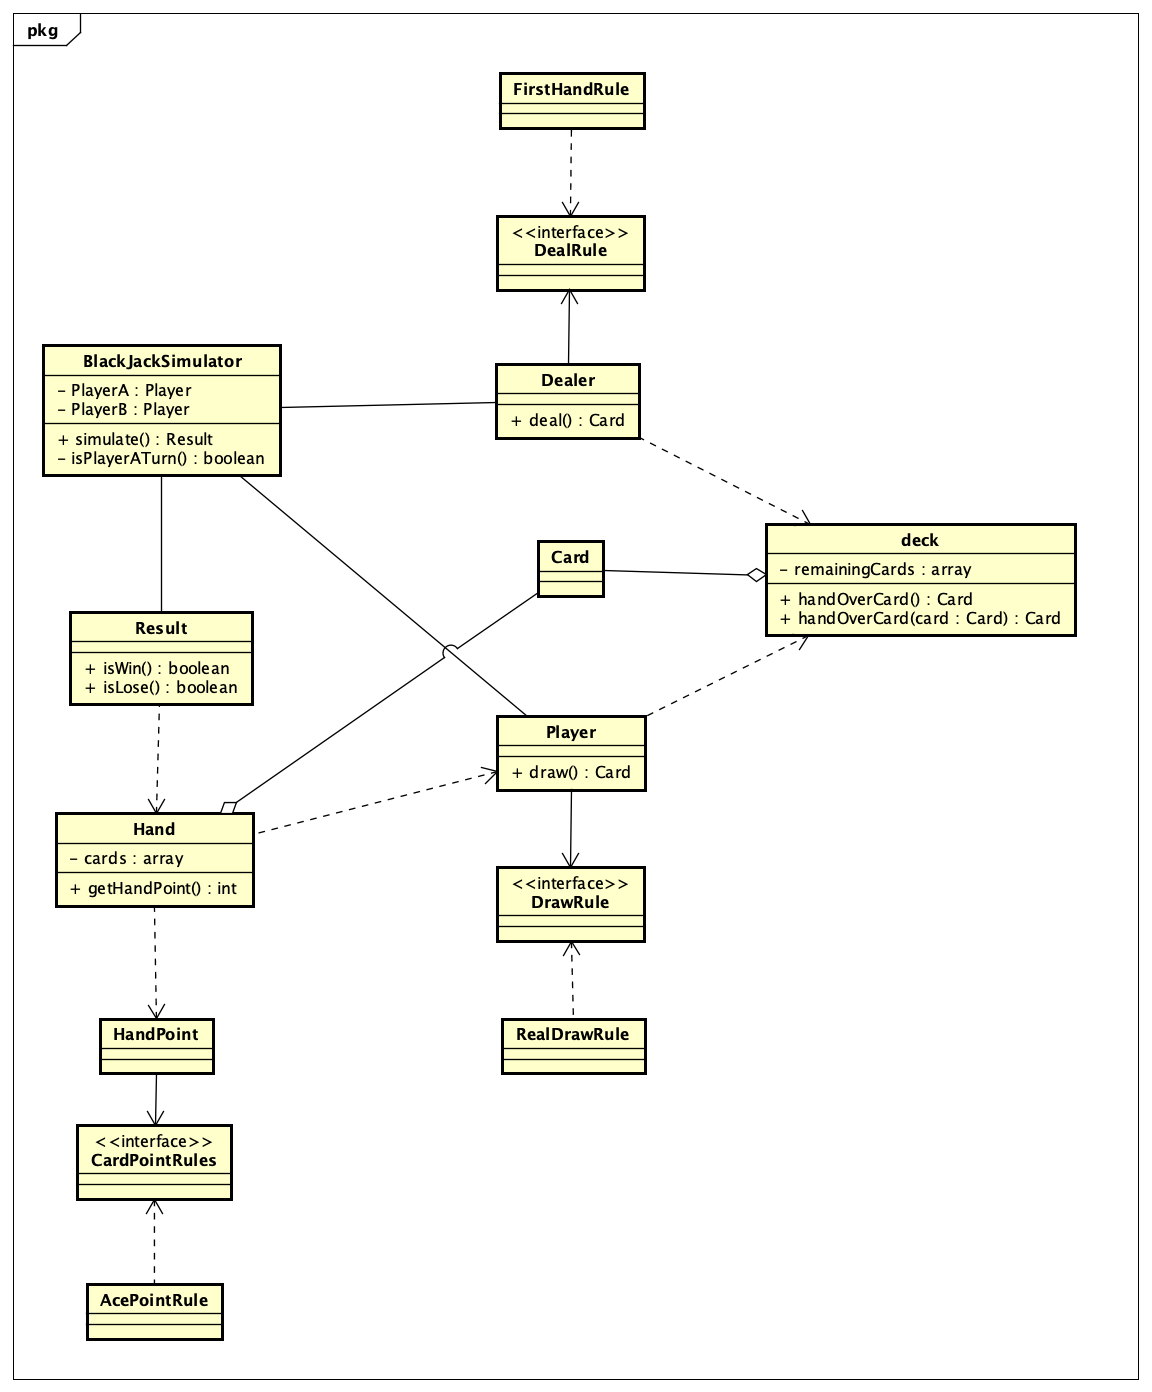 pkg
FirstHandRule
<<interface>>
DealRule
BlackJackSimulator
- PlayerA : Player
- PlayerB : Player
+ simulate() : Result
- isPlayerATurn() : boolean
Dealer
+ deal() : Card
Card
deck
- remainingCards : array
+ handOverCard() : Card
+ handOverCard(card : Card) : Card
Result
+ isWin() : boolean
+ isLose() : boolean
Player
+ draw() : Card
Hand
- cards : array
+ getHandPoint() : int
<<interface>>
DrawRule
HandPoint
RealDrawRule
<<interface>>
CardPointRules
AcePointRule